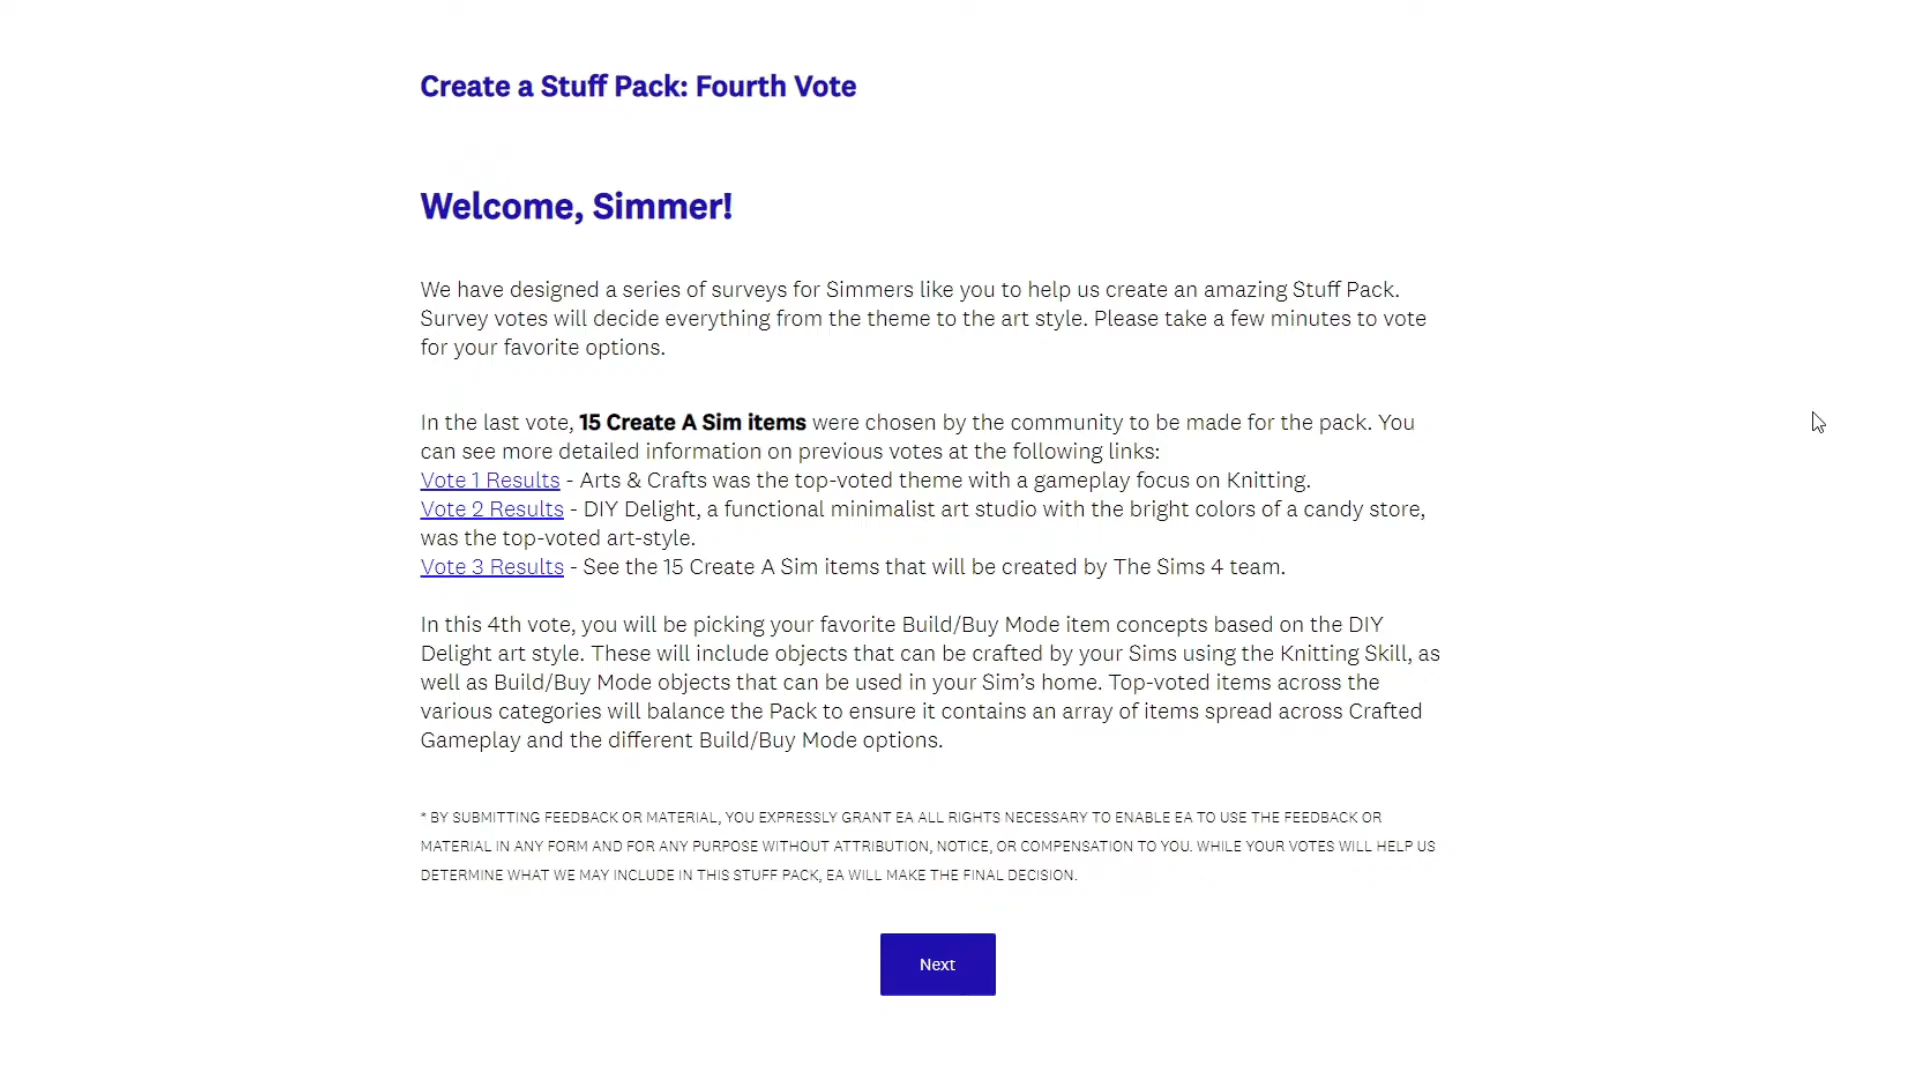 Create a Stuff Pack: Fourth Vote
Welcome, Simmer!
We have designed a series of surveys for Simmers like you to help us create an amazing Stuff Pack.
Survey votes will decide everything from the theme to the art style. Please take a few minutes to vote
for your favorite options.
In the last vote, 15 Create A Sim items were chosen by the community to be made for the pack. You
can see more detailed information on previous votes at the following links:
Vote 1 Results - Arts & Crafts was the top-voted theme with a gameplay focus on Knitting.
Vote 2 Results - DIY Delight, a functional minimalist art studio with the bright colors of a candy store,
was the top-voted art-style.
Vote 3 Results - See the 15 Create A Sim items that will be created by The Sims 4 team.
In this 4th vote, you will be picking your favorite Build/Buy Mode item concepts based on the DIY
Delight art style. These will include objects that can be crafted by your Sims using the Knitting Skill, as
well as Build/Buy Mode objects that can be used in your Sim's home. Top-voted items across the
various categories will balance the Pack to ensure it contains an array of items spread across Crafted
Gameplay and the different Build/Buy Mode options.
* BY SUBMITTING FEEDBACK OR MATERIAL, YOU EXPRESSLY GRANT EA ALL RIGHTS NECESSARY TO ENABLE EA TO USE THE FEEDBACK OR
MATERIAL IN ANY FORM AND FOR ANY PURPOSE WITHOUT ATTRIBUTION, NOTICE, OR COMPENSATION TO YOU. WHILE YOUR VOTES WILL HELP US
DETERMINE WHAT WE MAY INCLUDE IN THIS STUFF PACK, EA WILL MAKE THE FINAL DECISION.
Next